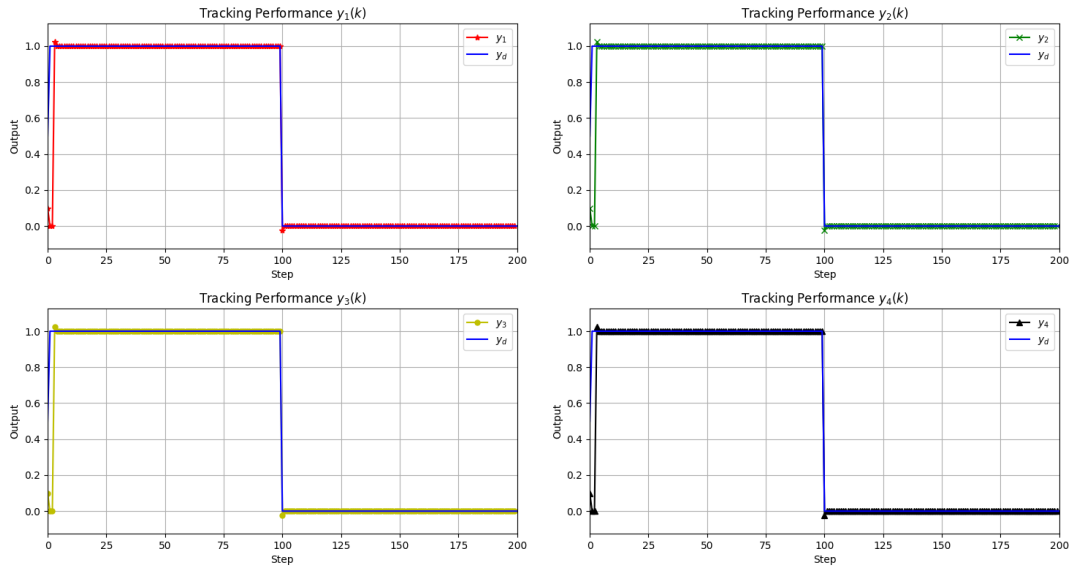 Tracking Performance y₁(k)
1.0
0.8
0.6
0.4
0.2
0.0
Output
0 25 50 75 100 125 150 175 200
Step
y₁
y_d
Tracking Performance y₂(k)
1.0
0.8
0.6
0.4
0.2
0.0
Output
0 25 50 75 100 125 150 175 200
Step
y₂
y_d
Tracking Performance y₃(k)
1.0
0.8
0.6
0.4
0.2
0.0
Output
0 25 50 75 100 125 150 175 200
Step
y₃
y_d
Tracking Performance y₄(k)
1.0
0.8
0.6
0.4
0.2
0.0
Output
0 25 50 75 100 125 150 175 200
Step
y₄
y_d